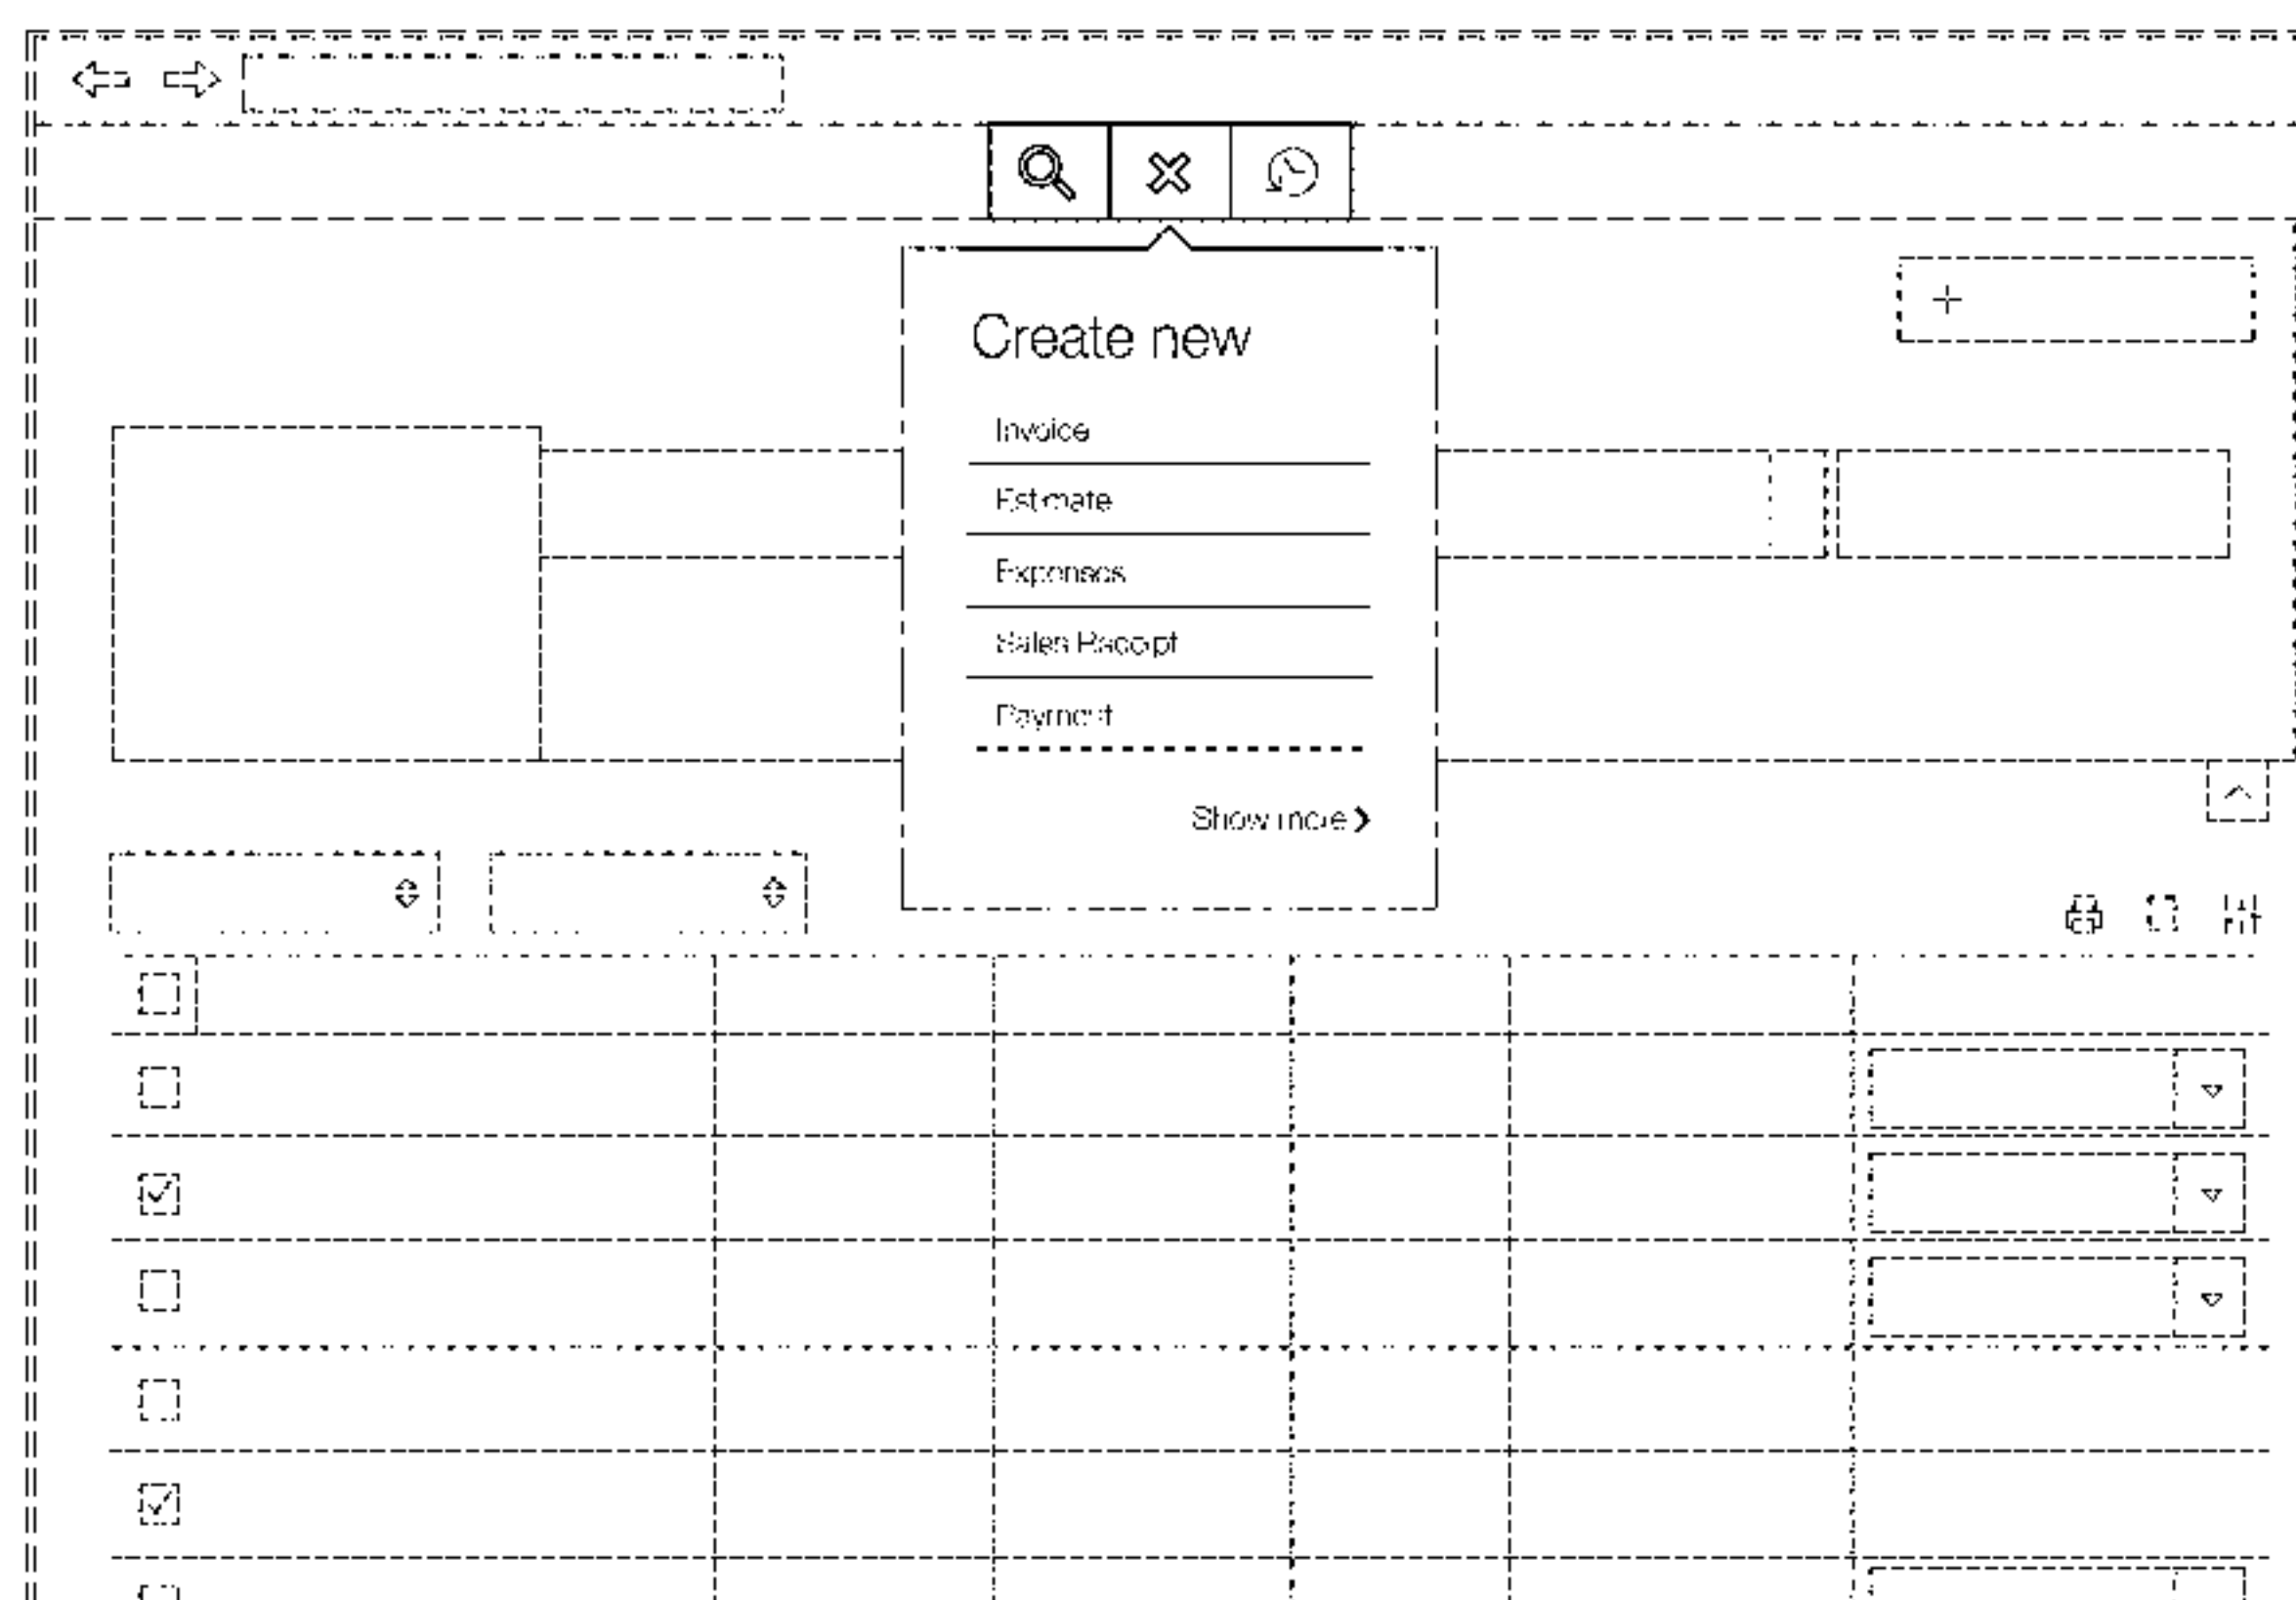 Create new
Invoice
Estimate
Expenses
Sales Receipt
Payment
Show more